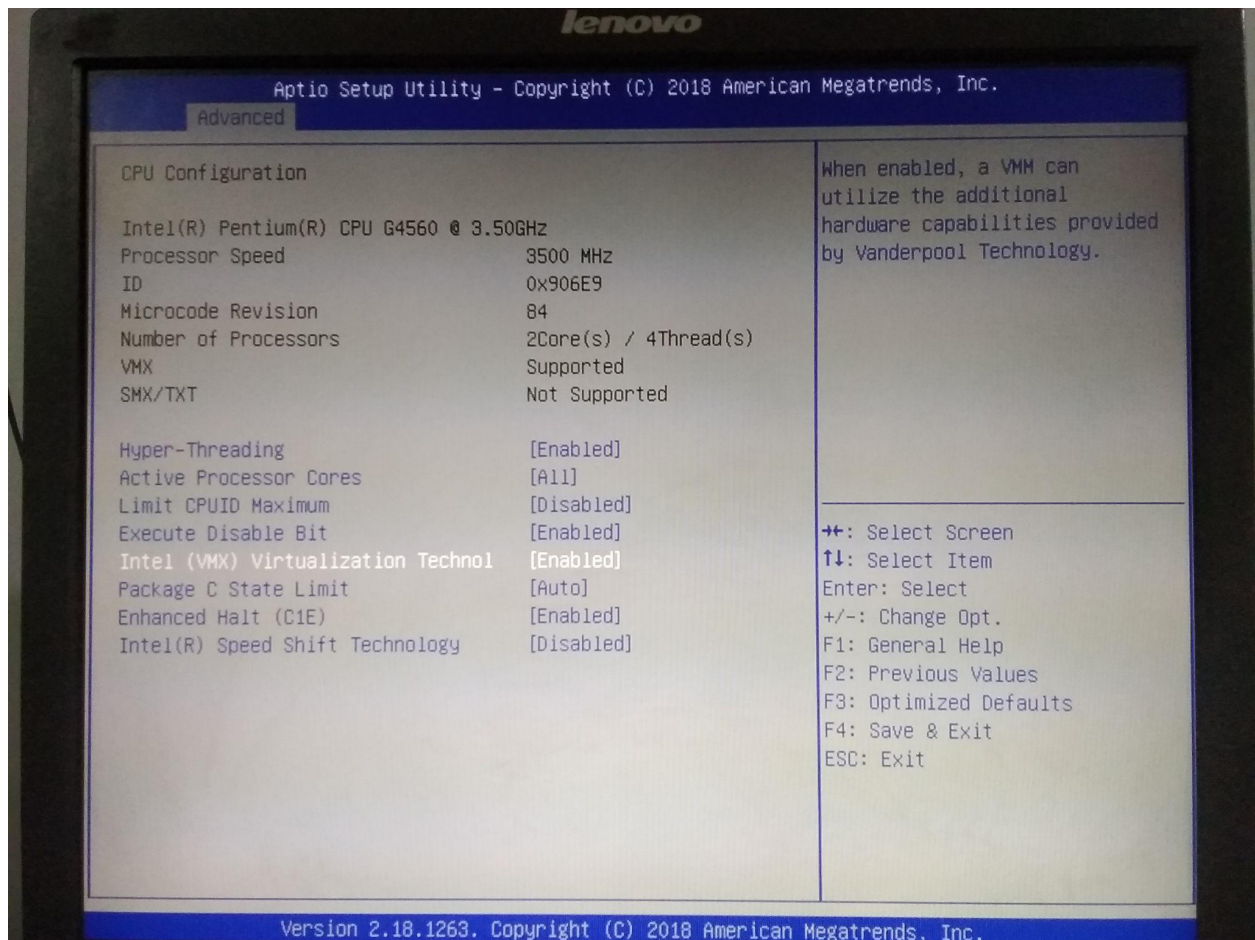 lenovo
Aptio Setup Utility - Copyright (C) 2018 American Megatrends, Inc.
Advanced
CPU Configuration
Intel(R) Pentium(R) CPU G4560 @ 3.50GHz
Processor Speed 3500 MHz
ID 0x906E9
Microcode Revision 84
Number of Processors 2Core(s) / 4Thread(s)
VMX Supported
SMX/TXT Not Supported
Hyper-Threading [Enabled]
Active Processor Cores [All]
Limit CPUID Maximum [Disabled]
Execute Disable Bit [Enabled]
Intel (VMX) Virtualization Technol [Enabled]
Package C State Limit [Auto]
Enhanced Halt (C1E) [Enabled]
Intel(R) Speed Shift Technology [Disabled]
When enabled, a VMM can
utilize the additional
hardware capabilities provided
by Vanderpool Technology.
→←: Select Screen
↑↓: Select Item
Enter: Select
+/-: Change Opt.
F1: General Help
F2: Previous Values
F3: Optimized Defaults
F4: Save & Exit
ESC: Exit
Version 2.18.1263. Copyright (C) 2018 American Megatrends, Inc.